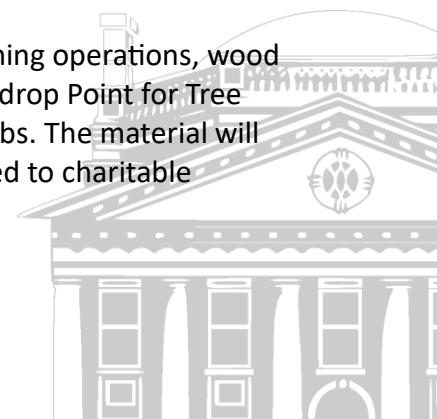 ning operations, wood
drop Point for Tree
bs. The material will
ed to charitable